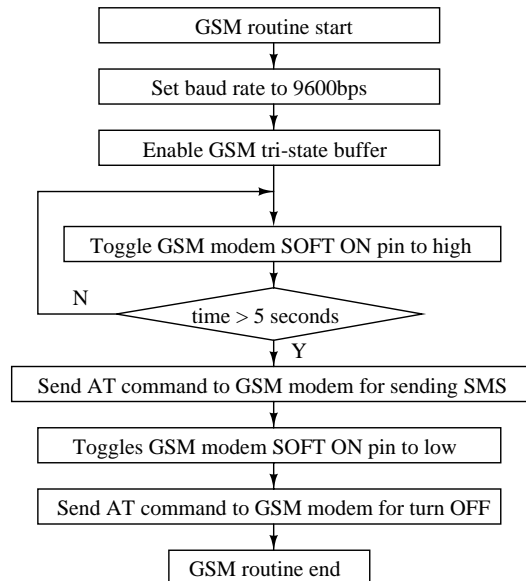 GSM routine start
Set baud rate to 9600bps
Enable GSM tri-state buffer
Toggle GSM modem SOFT ON pin to high
N
time > 5 seconds
Y
Send AT command to GSM modem for sending SMS
Toggles GSM modem SOFT ON pin to low
Send AT command to GSM modem for turn OFF
GSM routine end